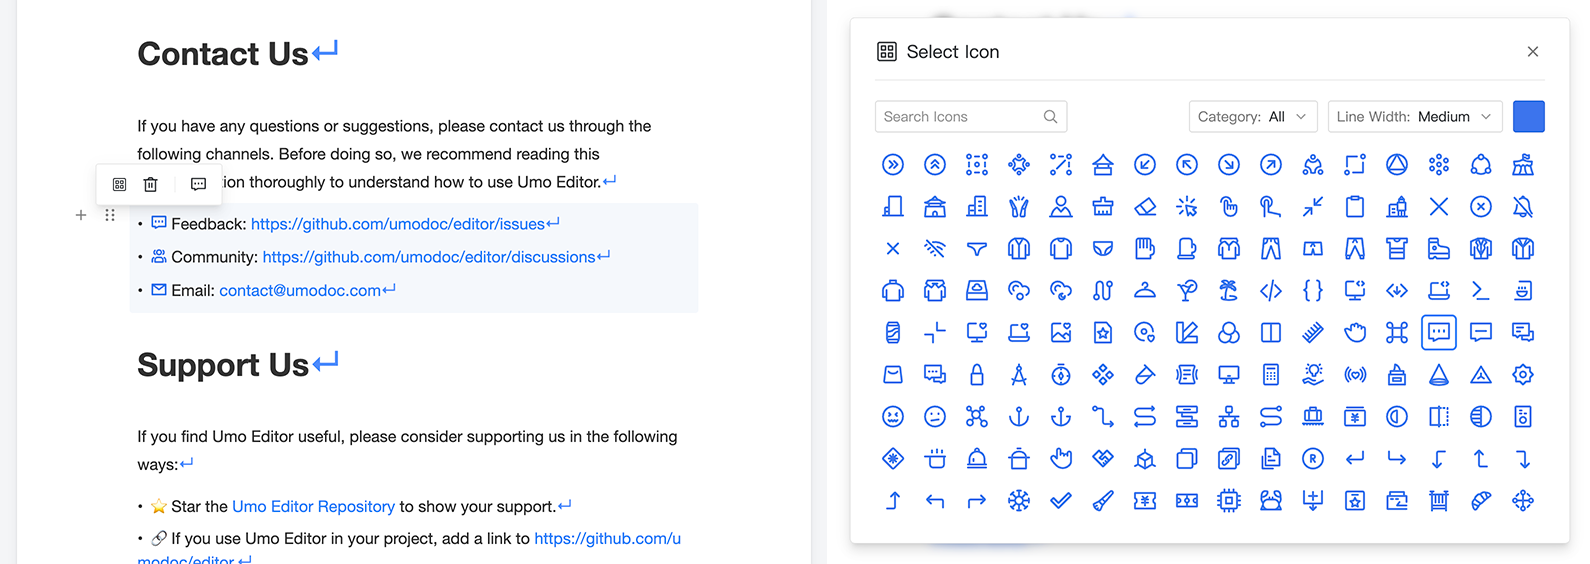 Contact Us
If you have any questions or suggestions, please contact us through the
following channels. Before doing so, we recommend reading this
tion thoroughly to understand how to use Umo Editor.
• Feedback: https://github.com/umodoc/editor/issues
• Community: https://github.com/umodoc/editor/discussions
• Email: contact@umodoc.com
Support Us
If you find Umo Editor useful, please consider supporting us in the following
ways:
• ⭐ Star the Umo Editor Repository to show your support.
• 🔗 If you use Umo Editor in your project, add a link to https://github.com/u
modoc/editor.
Select Icon
Search Icons
Category: All
Line Width: Medium